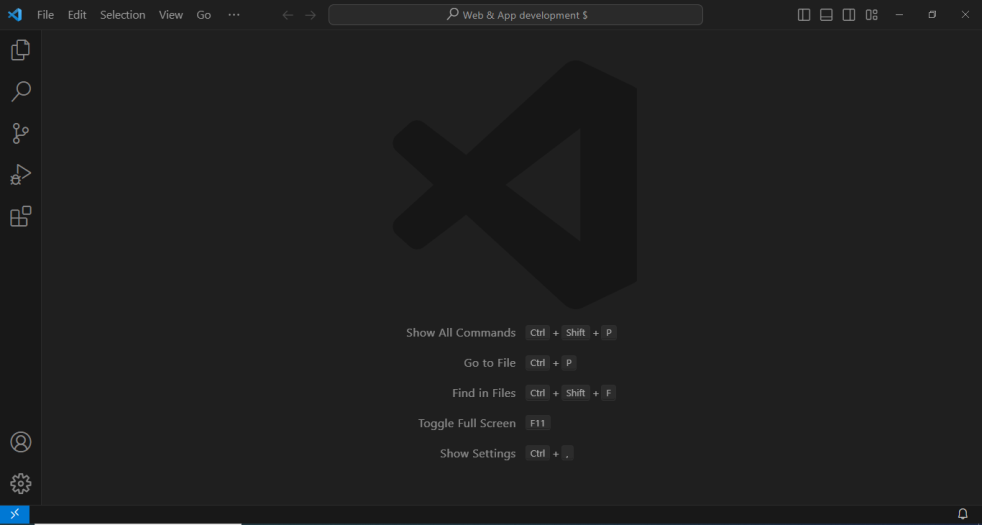 File Edit Selection View Go ···
Web & App development $
Show All Commands Ctrl + Shift + P
Go to File Ctrl + P
Find in Files Ctrl + Shift + F
Toggle Full Screen F11
Show Settings Ctrl + ,